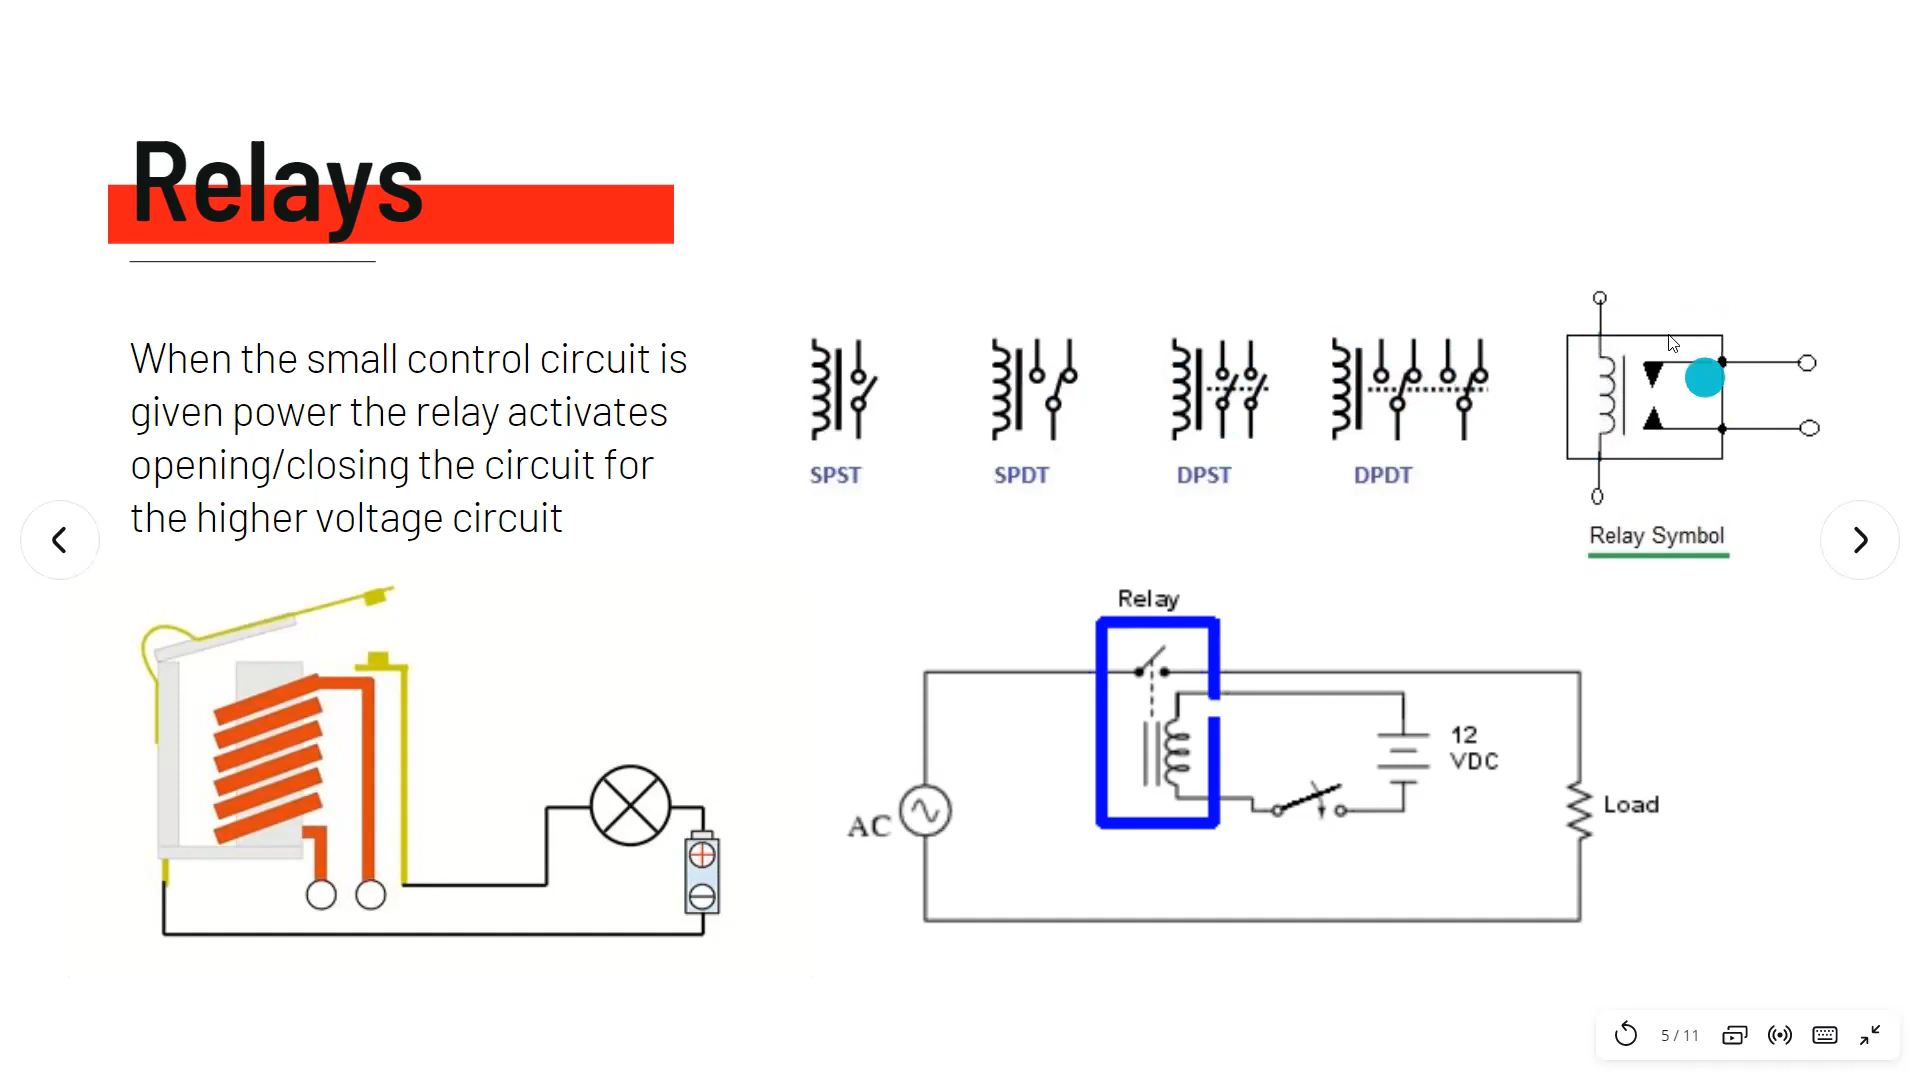 Relays
When the small control circuit is
given power the relay activates
opening/closing the circuit for
the higher voltage circuit
SPST
SPDT
DPST
DPDT
Relay Symbol
Relay
12
VDC
AC
Load
5 / 11